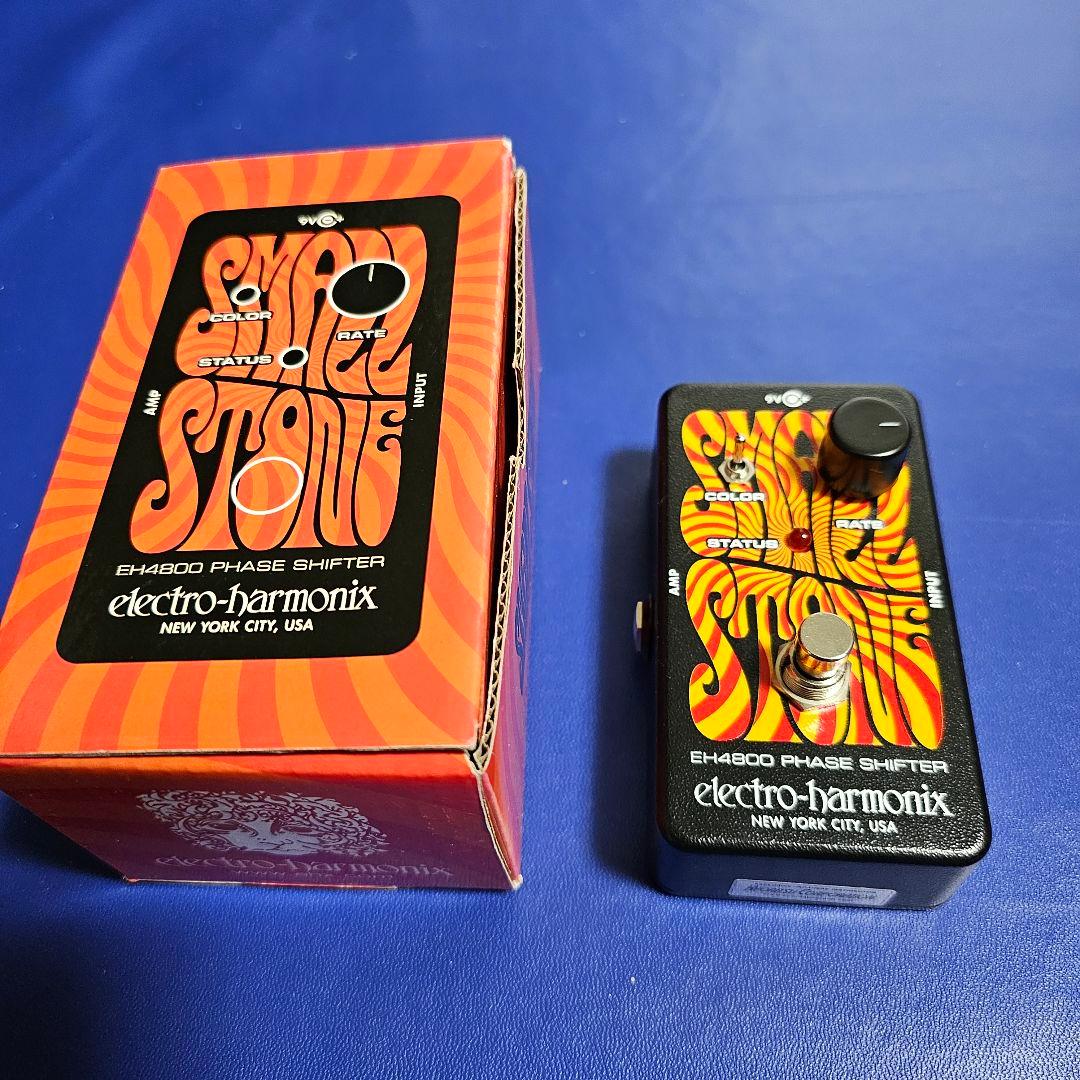 9V
SMALL
COLOR
RATE
STATUS
AMP
INPUT
STONE
EH4800 PHASE SHIFTER
electro-harmonix
NEW YORK CITY, USA
electro-harmonix
9V
SMALL
COLOR
RATE
STATUS
AMP
INPUT
STONE
EH4800 PHASE SHIFTER
electro-harmonix
NEW YORK CITY, USA